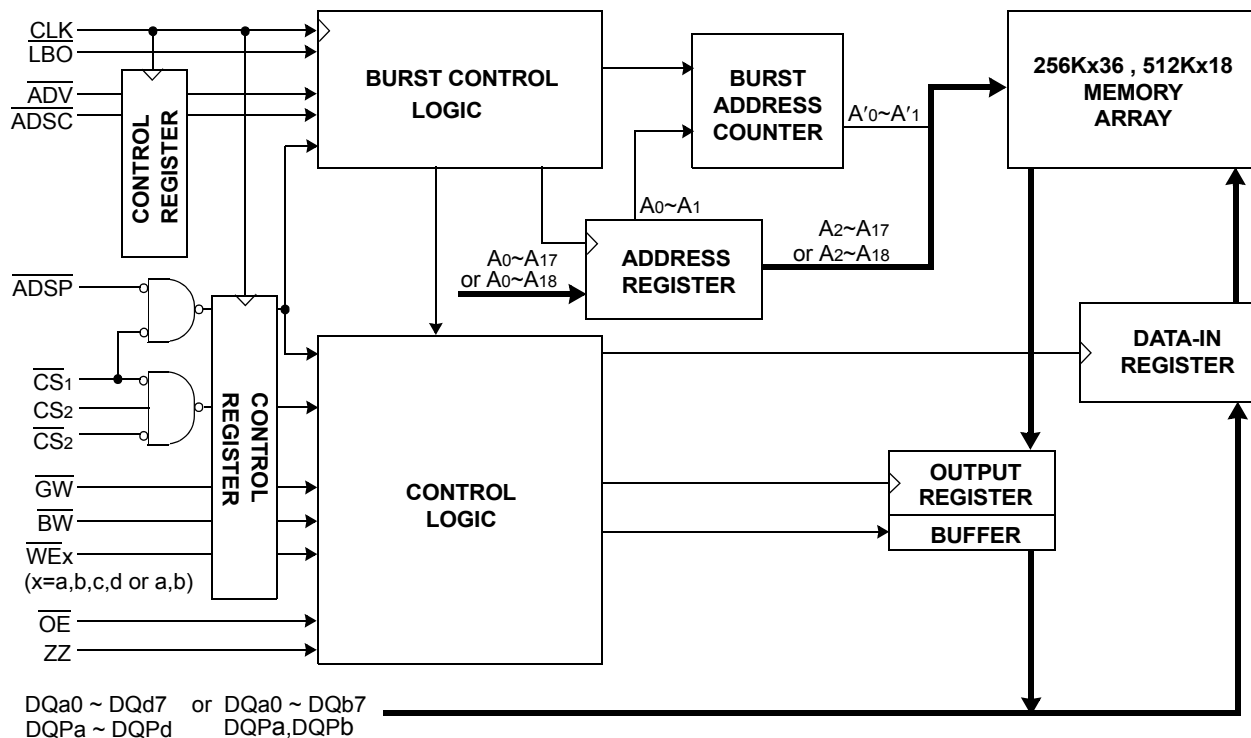 CLK
LBO
ADV
ADSC
CONTROL
REGISTER
BURST CONTROL
LOGIC
BURST
ADDRESS
COUNTER
A′0~A′1
256Kx36 , 512Kx18
MEMORY
ARRAY
A0~A1
A0~A17
or A0~A18
ADDRESS
REGISTER
A2~A17
or A2~A18
ADSP
CS1
CS2
CS2
GW
BW
WEx
(x=a,b,c,d or a,b)
OE
ZZ
CONTROL
REGISTER
CONTROL
LOGIC
DATA-IN
REGISTER
OUTPUT
REGISTER
BUFFER
DQa0 ~ DQd7 or DQa0 ~ DQb7
DQPa ~ DQPd DQPa,DQPb